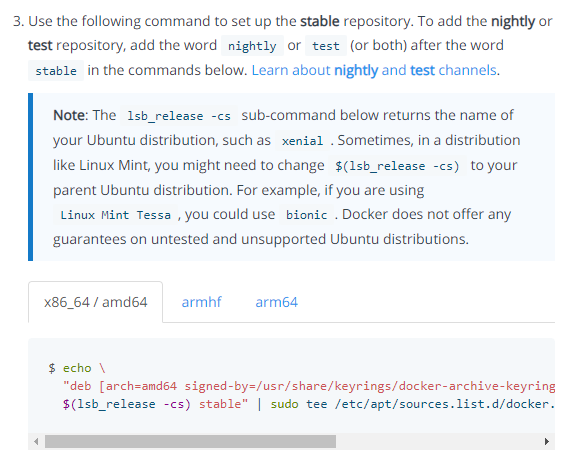 3. Use the following command to set up the stable repository. To add the nightly or
test repository, add the word nightly or test (or both) after the word
stable in the commands below. Learn about nightly and test channels.
Note: The lsb_release -cs sub-command below returns the name of
your Ubuntu distribution, such as xenial . Sometimes, in a distribution
like Linux Mint, you might need to change $(lsb_release -cs) to your
parent Ubuntu distribution. For example, if you are using
Linux Mint Tessa , you could use bionic . Docker does not offer any
guarantees on untested and unsupported Ubuntu distributions.
x86_64 / amd64 armhf arm64
$ echo \
"deb [arch=amd64 signed-by=/usr/share/keyrings/docker-archive-keyring
$(lsb_release -cs) stable" | sudo tee /etc/apt/sources.list.d/docker.